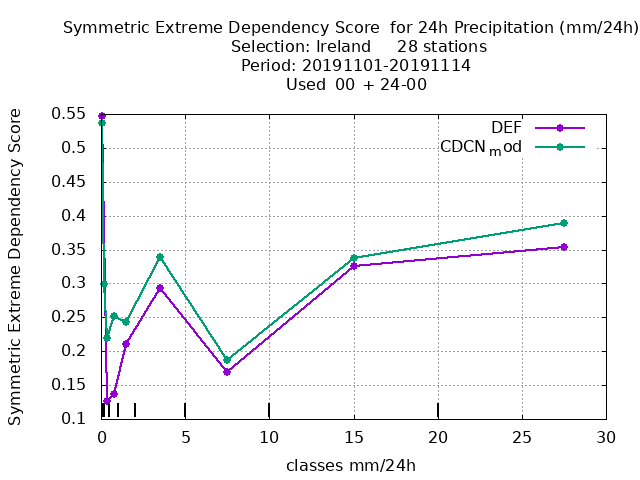 Symmetric Extreme Dependency Score for 24h Precipitation (mm/24h)
Selection: Ireland 28 stations
Period: 20191101-20191114
Used 00 + 24-00
Symmetric Extreme Dependency Score
0.55
0.5
0.45
0.4
0.35
0.3
0.25
0.2
0.15
0.1
DEF
CDCNmod
0 5 10 15 20 25 30
classes mm/24h